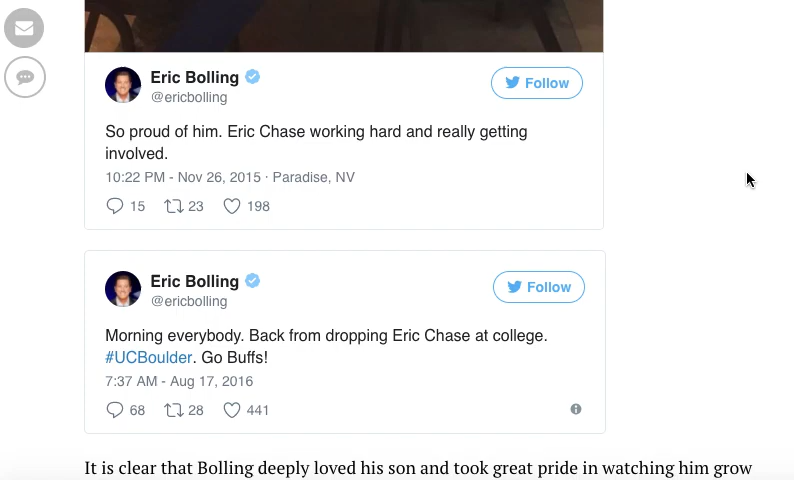 Eric Bolling
@ericbolling
Follow
So proud of him. Eric Chase working hard and really getting
involved.
10:22 PM - Nov 26, 2015 · Paradise, NV
15 23 198
Eric Bolling
@ericbolling
Follow
Morning everybody. Back from dropping Eric Chase at college.
#UCBoulder. Go Buffs!
7:37 AM - Aug 17, 2016
68 28 441
It is clear that Bolling deeply loved his son and took great pride in watching him grow